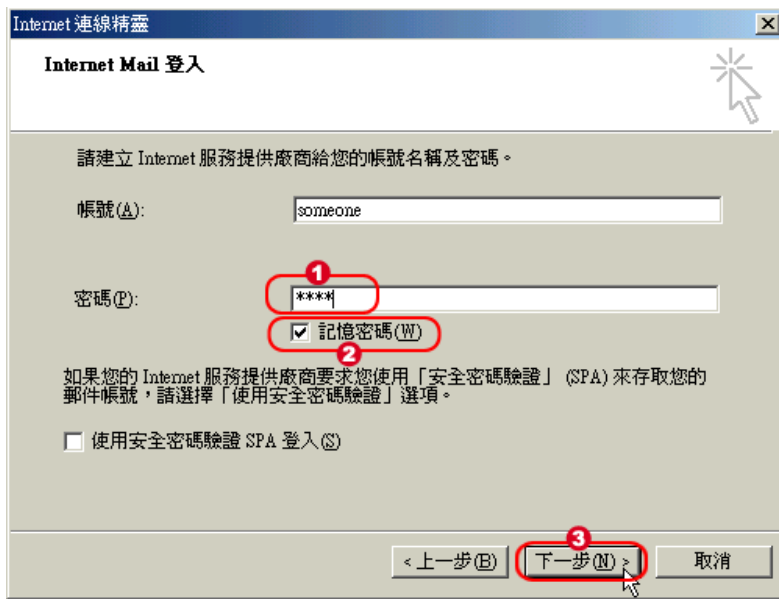 Internet 連線精靈
Internet Mail 登入
請建立 Internet 服務提供廠商給您的帳號名稱及密碼。
帳號(A):
someone
1
密碼(P):
****
記憶密碼(W)
2
如果您的 Internet 服務提供廠商要求您使用「安全密碼驗證」 (SPA) 來存取您的
郵件帳號，請選擇「使用安全密碼驗證」選項。
使用安全密碼驗證 SPA 登入(S)
3
<上一步(B) 下一步(N)> 取消